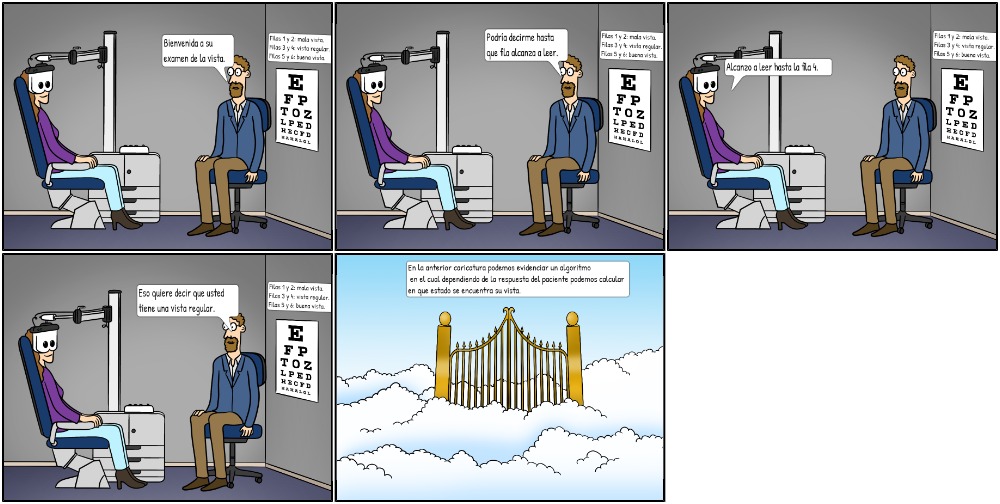 Bienvenida a su
examen de la vista.
Filas 1 y 2: mala vista.
Filas 3 y 4: vista regular.
Filas 5 y 6: buena vista.
E
F P
T O Z
L P E D
H E C F D
Podría decirme hasta
que fila alcanza a leer.
Filas 1 y 2: mala vista.
Filas 3 y 4: vista regular.
Filas 5 y 6: buena vista.
E
F P
T O Z
L P E D
H E C F D
Alcanzo a leer hasta la fila 4.
Filas 1 y 2: mala vista.
Filas 3 y 4: vista regular.
Filas 5 y 6: buena vista.
E
F P
T O Z
L P E D
H E C F D
Eso quiere decir que usted
tiene una vista regular.
Filas 1 y 2: mala vista.
Filas 3 y 4: vista regular.
Filas 5 y 6: buena vista.
E
F P
T O Z
L P E D
H E C F D
En la anterior caricatura podemos evidenciar un algoritmo
en el cual dependiendo de la respuesta del paciente podemos calcular
en que estado se encuentra su vista.